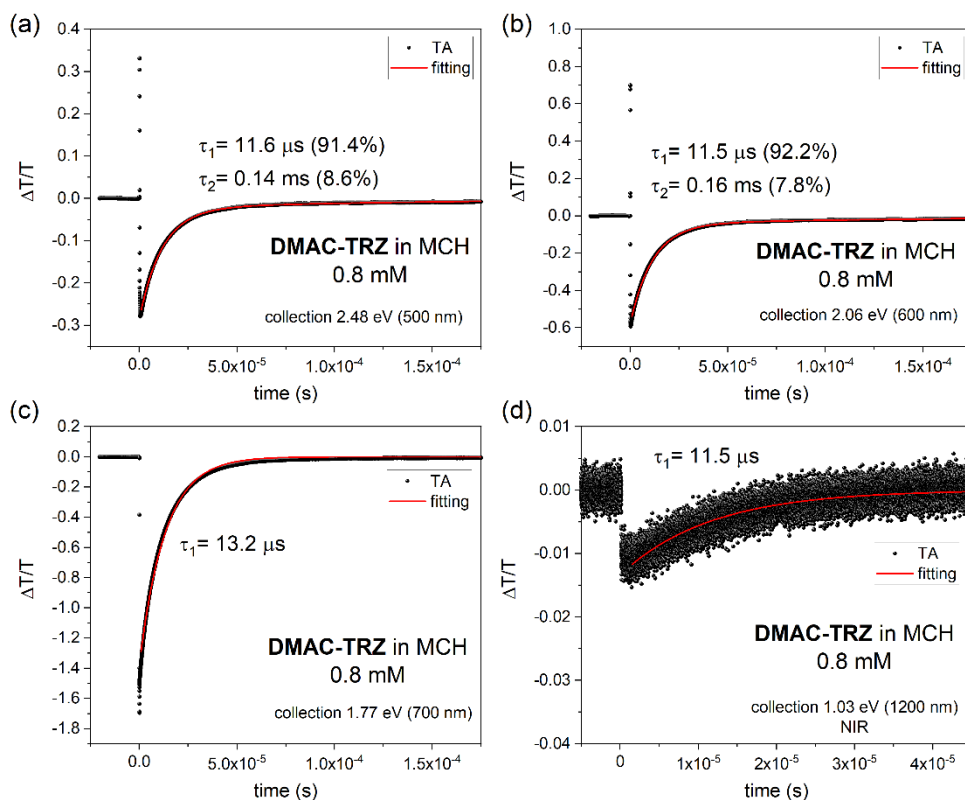 (a)
0.4
0.3
0.2
0.1
0.0
-0.1
-0.2
-0.3
ΔT/T
TA
fitting
τ1= 11.6 μs (91.4%)
τ2= 0.14 ms (8.6%)
DMAC-TRZ in MCH
0.8 mM
collection 2.48 eV (500 nm)
0.0 5.0x10-5 1.0x10-4 1.5x10-4
time (s)
(b)
1.0
0.8
0.6
0.4
0.2
0.0
-0.2
-0.4
-0.6
ΔT/T
TA
fitting
τ1= 11.5 μs (92.2%)
τ2= 0.16 ms (7.8%)
DMAC-TRZ in MCH
0.8 mM
collection 2.06 eV (600 nm)
0.0 5.0x10-5 1.0x10-4 1.5x10-4
time (s)
(c)
0.2
0.0
-0.2
-0.4
-0.6
-0.8
-1.0
-1.2
-1.4
-1.6
-1.8
ΔT/T
TA
fitting
τ1= 13.2 μs
DMAC-TRZ in MCH
0.8 mM
collection 1.77 eV (700 nm)
0.0 5.0x10-5 1.0x10-4 1.5x10-4
time (s)
(d)
0.01
0.00
-0.01
-0.02
-0.03
-0.04
ΔT/T
τ1= 11.5 μs
TA
fitting
DMAC-TRZ in MCH
0.8 mM
collection 1.03 eV (1200 nm)
NIR
0 1x10-5 2x10-5 3x10-5 4x10-5
time (s)